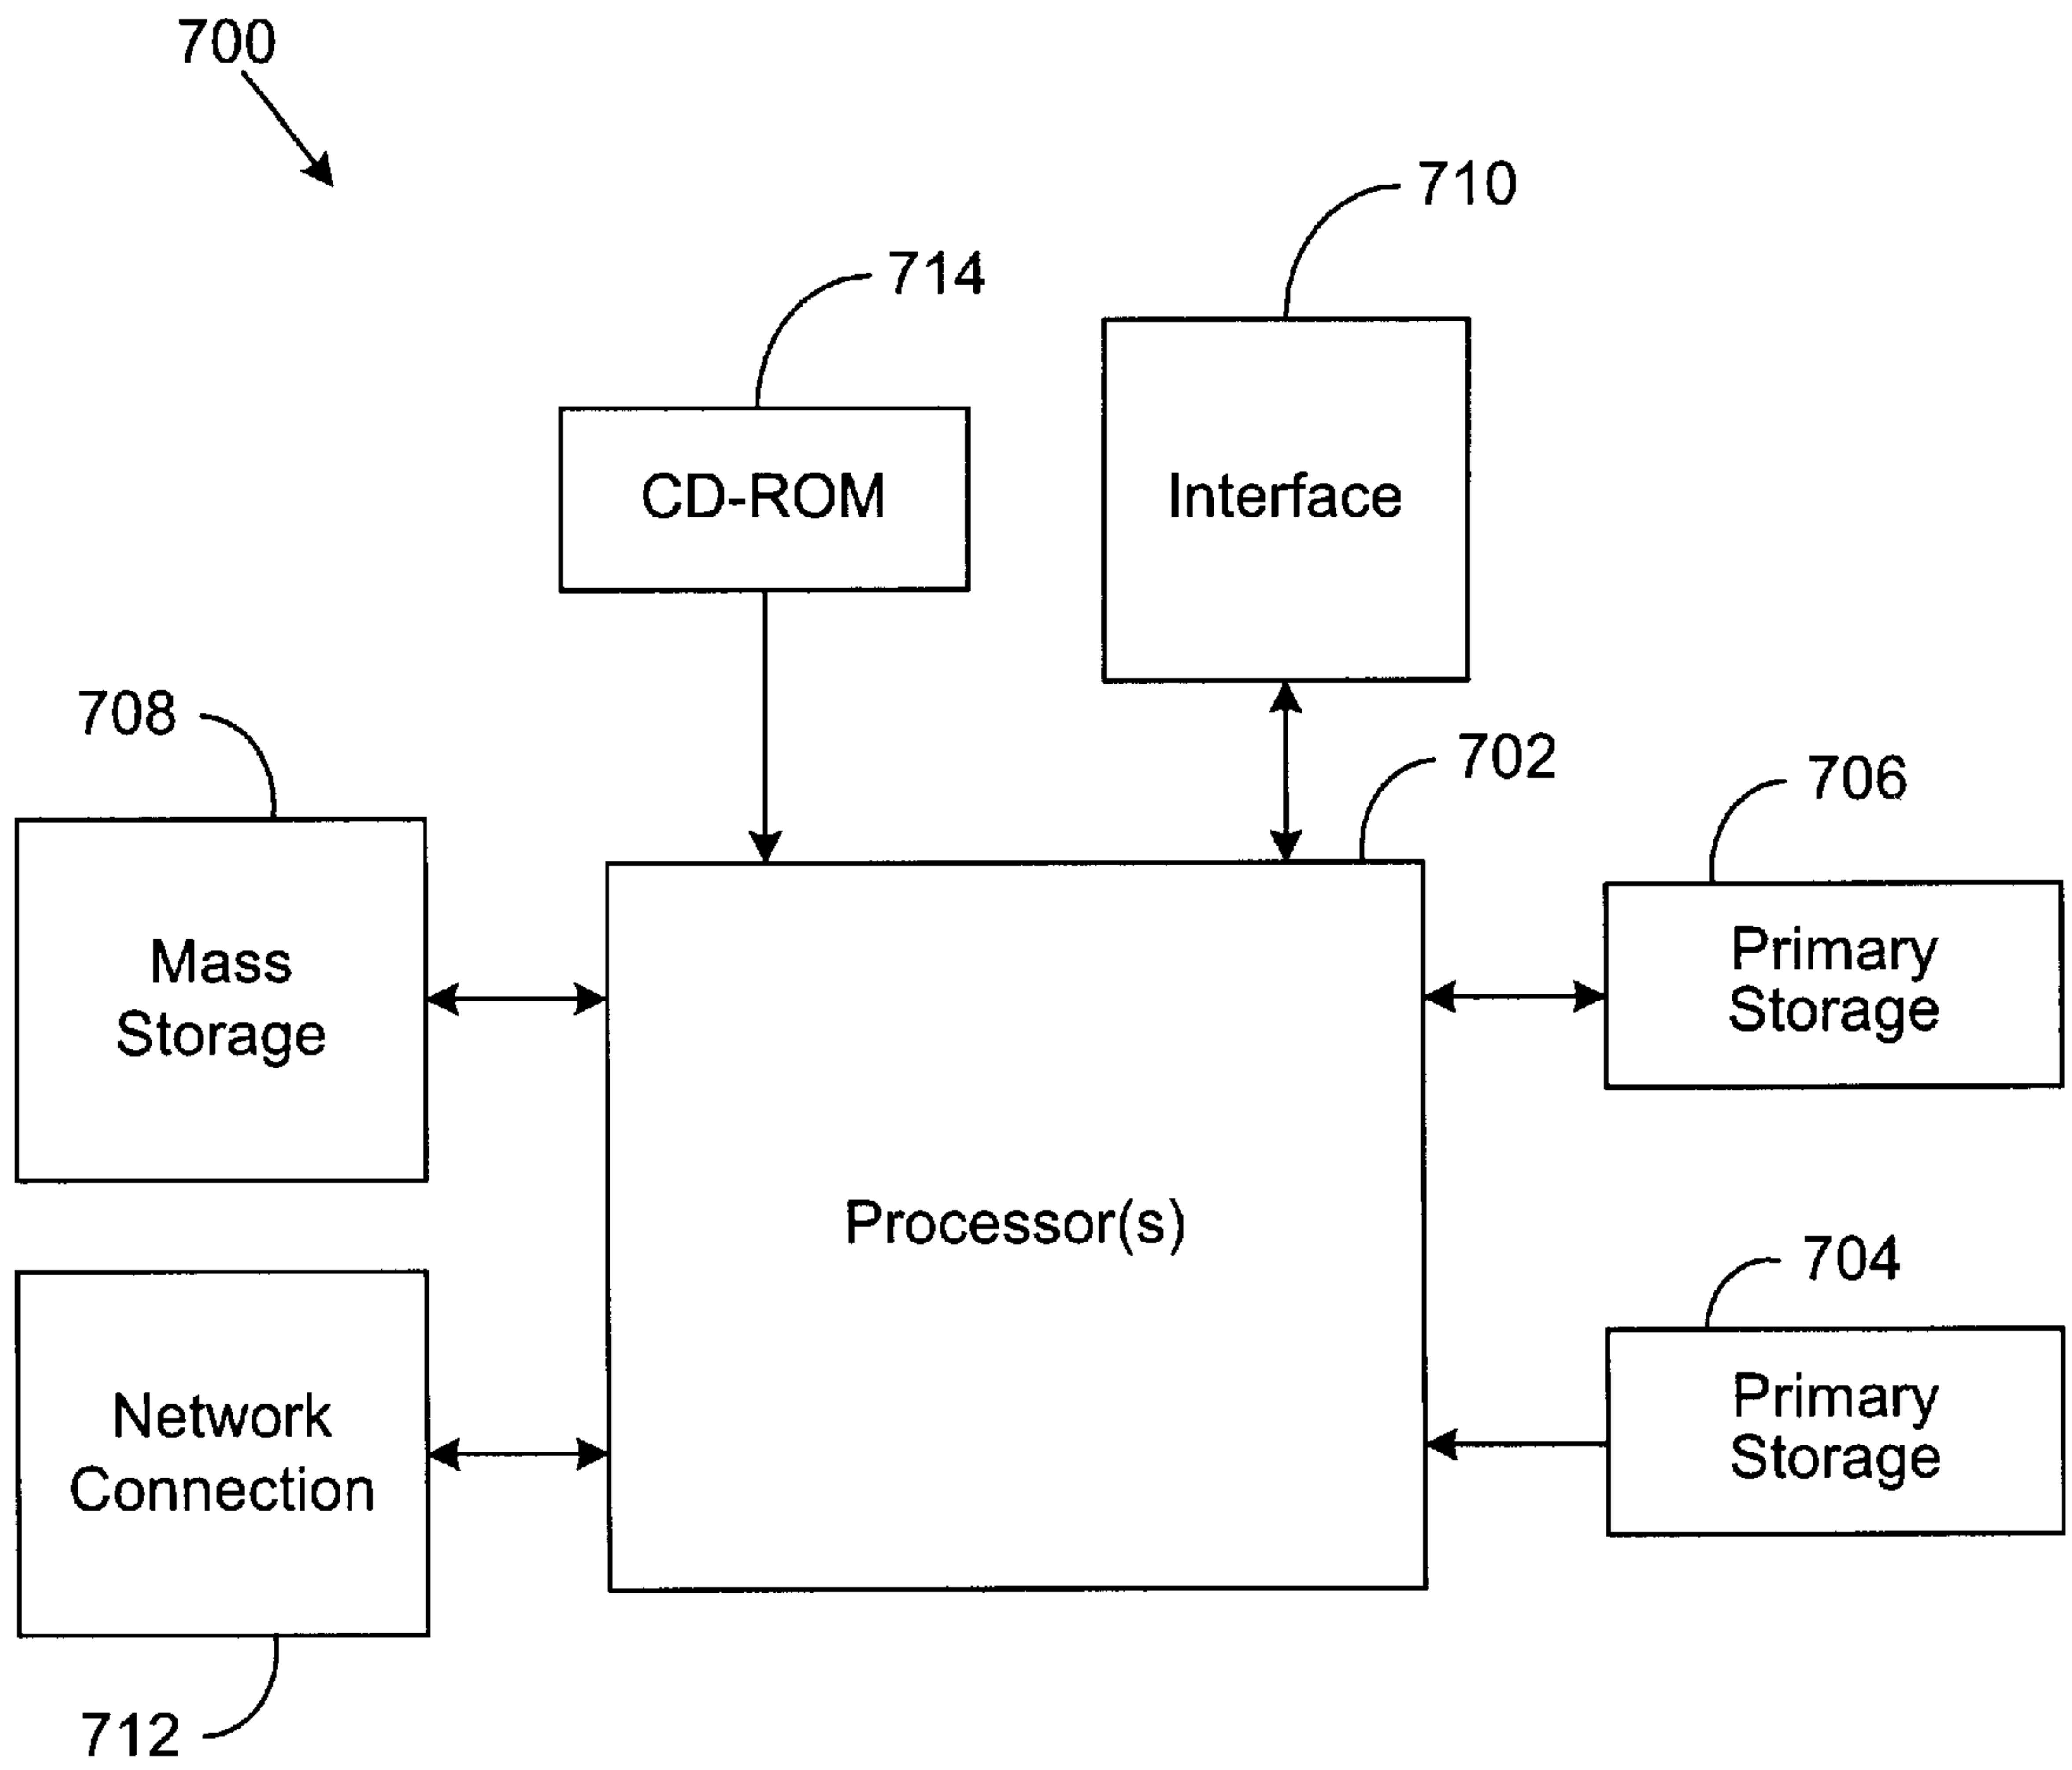 700
710
714
CD-ROM
Interface
708
702
706
Mass
Storage
Primary
Storage
Processor(s)
704
Network
Connection
Primary
Storage
712